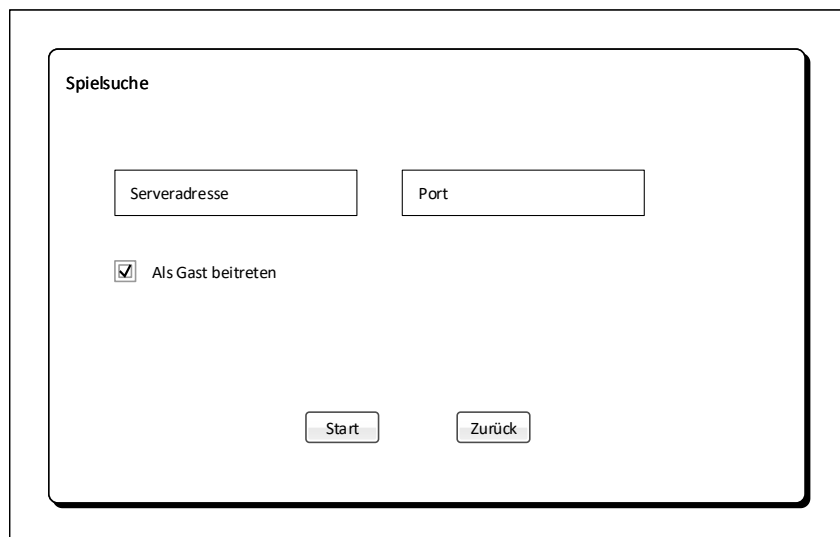 Spielsuche
Serveradresse Port
Als Gast beitreten
Start Zurück